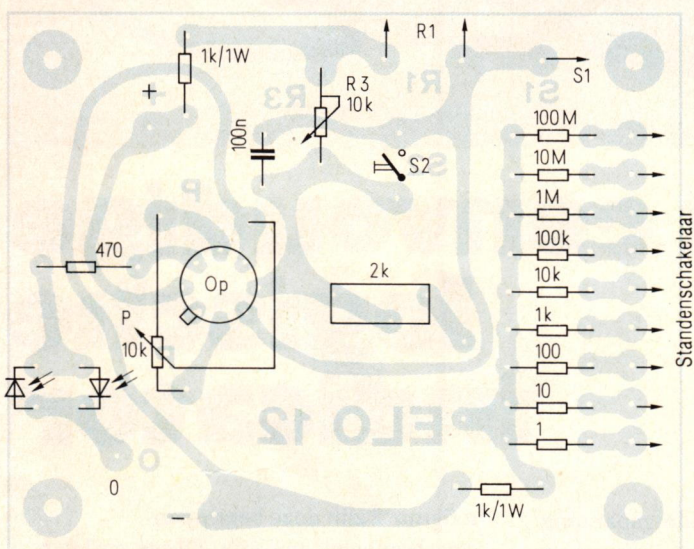 R1
1k/1W
S1
+
R3
R1
S1
R3
10k
+
100n
100M
S2
S
10M
P
1M
470
100k
Op
2k
10k
P
1k
10k
100
ELO 12
10
1
0
0
−
1k/1W
Standenschakelaar